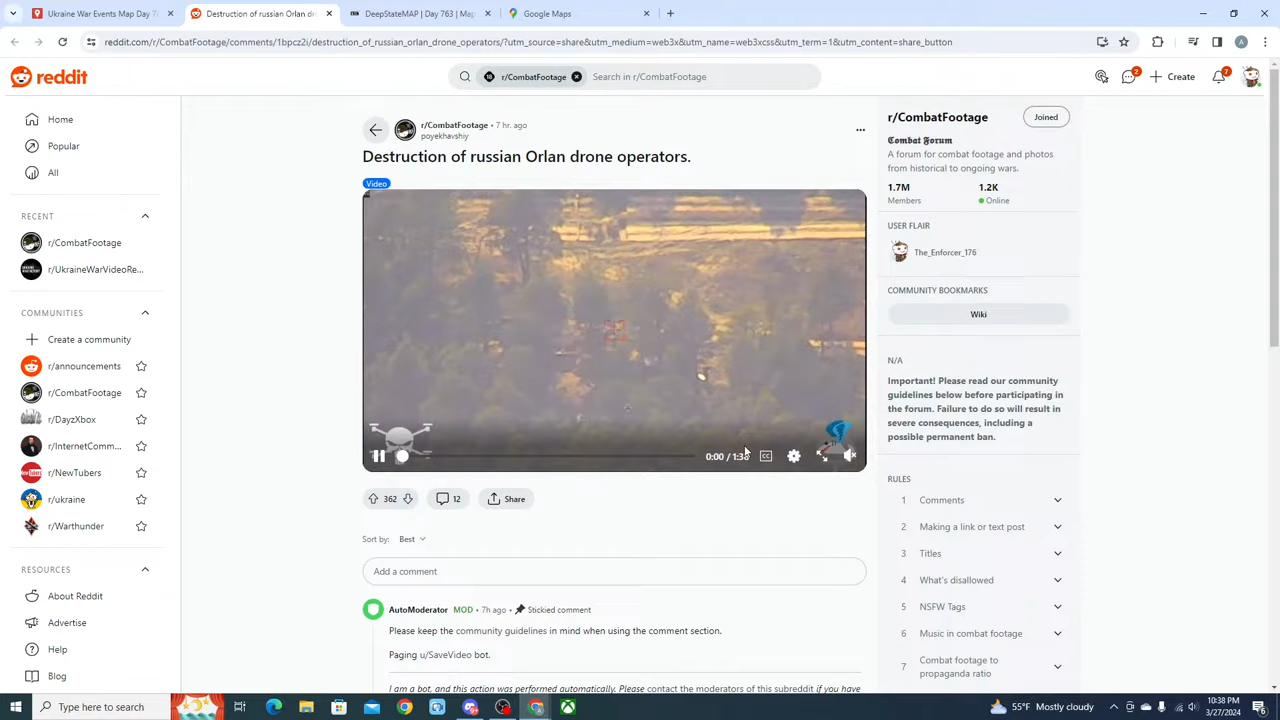 Ukraine War Events Map Day 7
Destruction of russian Orlan dro
DeepStateMAP | Day 763 | Map
Google Maps
reddit.com/r/CombatFootage/comments/1bpcz2i/destruction_of_russian_orlan_drone_operators/?utm_source=share&utm_medium=web3x&utm_name=web3xcss&utm_term=1&utm_content=share_button
reddit
r/CombatFootage
Search in r/CombatFootage
2
Create
7
Home
Popular
All
RECENT
r/CombatFootage
r/UkraineWarVideoRe...
COMMUNITIES
Create a community
r/announcements
r/CombatFootage
r/DayzXbox
r/InternetComm...
r/NewTubers
r/ukraine
r/Warthunder
RESOURCES
About Reddit
Advertise
Help
Blog
r/CombatFootage • 7 hr. ago
poyekhavshiy
Destruction of russian Orlan drone operators.
Video
0:00 / 1:38
CC
362
12
Share
Sort by: Best
Add a comment
AutoModerator MOD • 7h ago • Stickied comment
Please keep the community guidelines in mind when using the comment section.
Paging u/SaveVideo bot.
I am a bot, and this action was performed automatically. Please contact the moderators of this subreddit if you have
r/CombatFootage
Joined
Combat Forum
A forum for combat footage and photos
from historical to ongoing wars.
1.7M 1.2K
Members Online
USER FLAIR
The_Enforcer_176
COMMUNITY BOOKMARKS
Wiki
N/A
Important! Please read our community
guidelines below before participating in
the forum. Failure to do so will result in
severe consequences, including a
possible permanent ban.
RULES
1 Comments
2 Making a link or text post
3 Titles
4 What's disallowed
5 NSFW Tags
6 Music in combat footage
7 Combat footage to
propaganda ratio
Type here to search
55°F Mostly cloudy
10:38 PM
3/27/2024